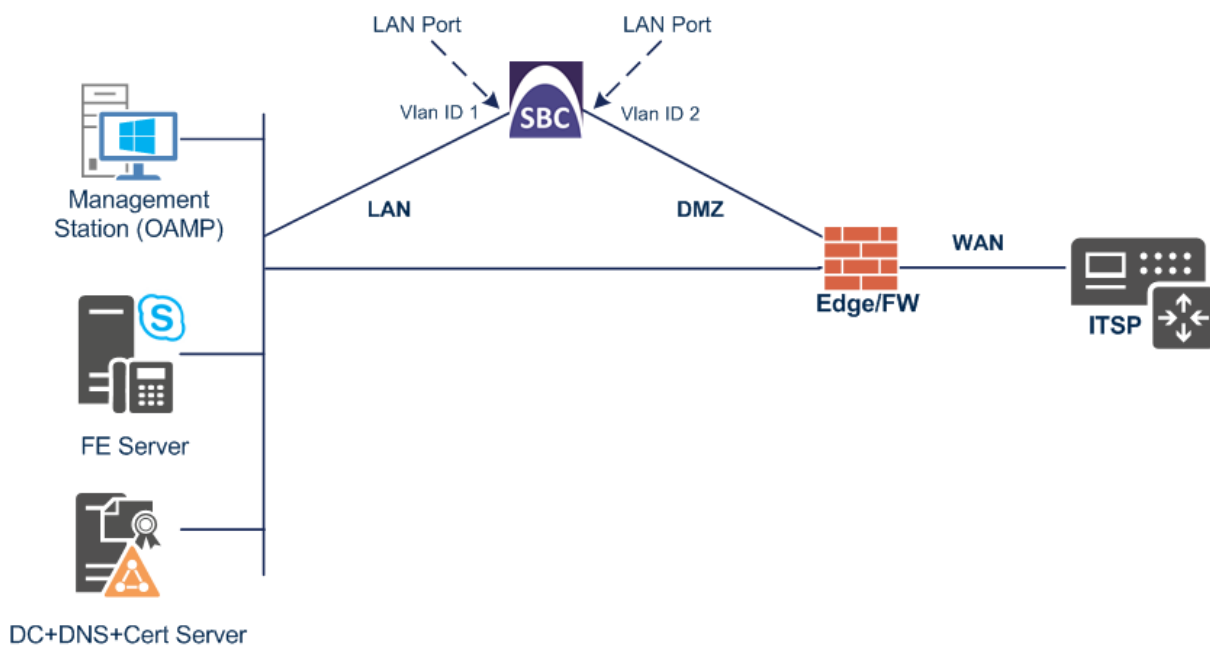 LAN Port
LAN Port
Vlan ID 1
SBC
Vlan ID 2
Management
Station (OAMP)
LAN
DMZ
WAN
Edge/FW
ITSP
S
FE Server
DC+DNS+Cert Server